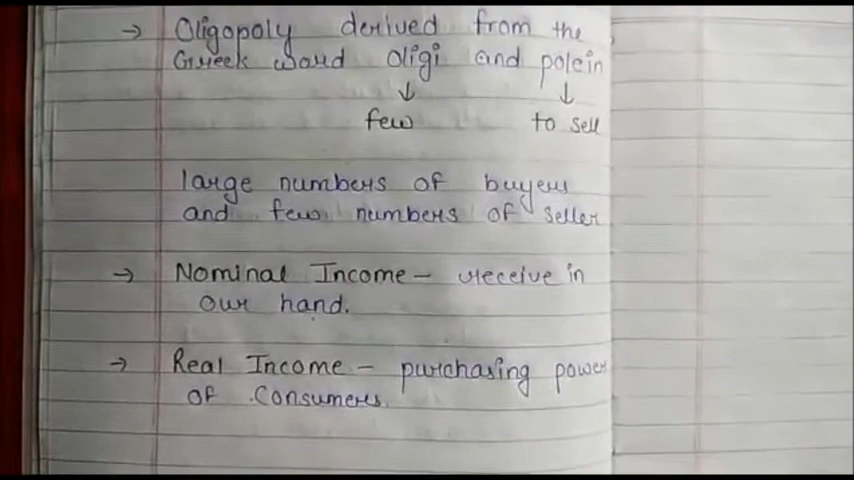 → Oligopoly derived from the
Greek word oligi and polein
↓ ↓
few to sell
large numbers of buyers
and few numbers of seller
→ Nominal Income - receive in
our hand.
→ Real Income - purchasing power
of consumers.